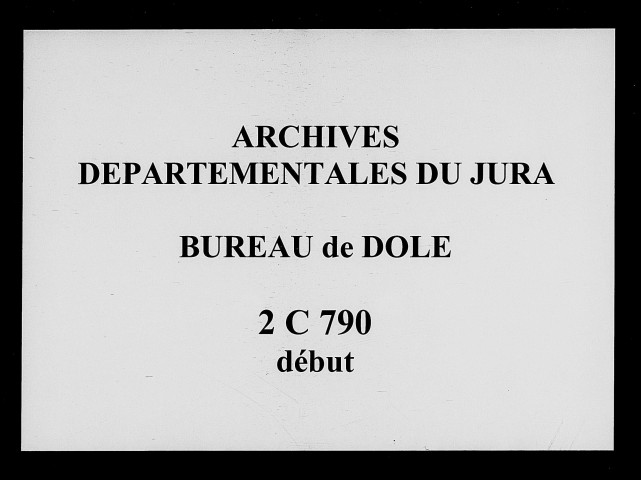 ARCHIVES
DEPARTEMENTALES DU JURA
BUREAU de DOLE
2 C 790
début